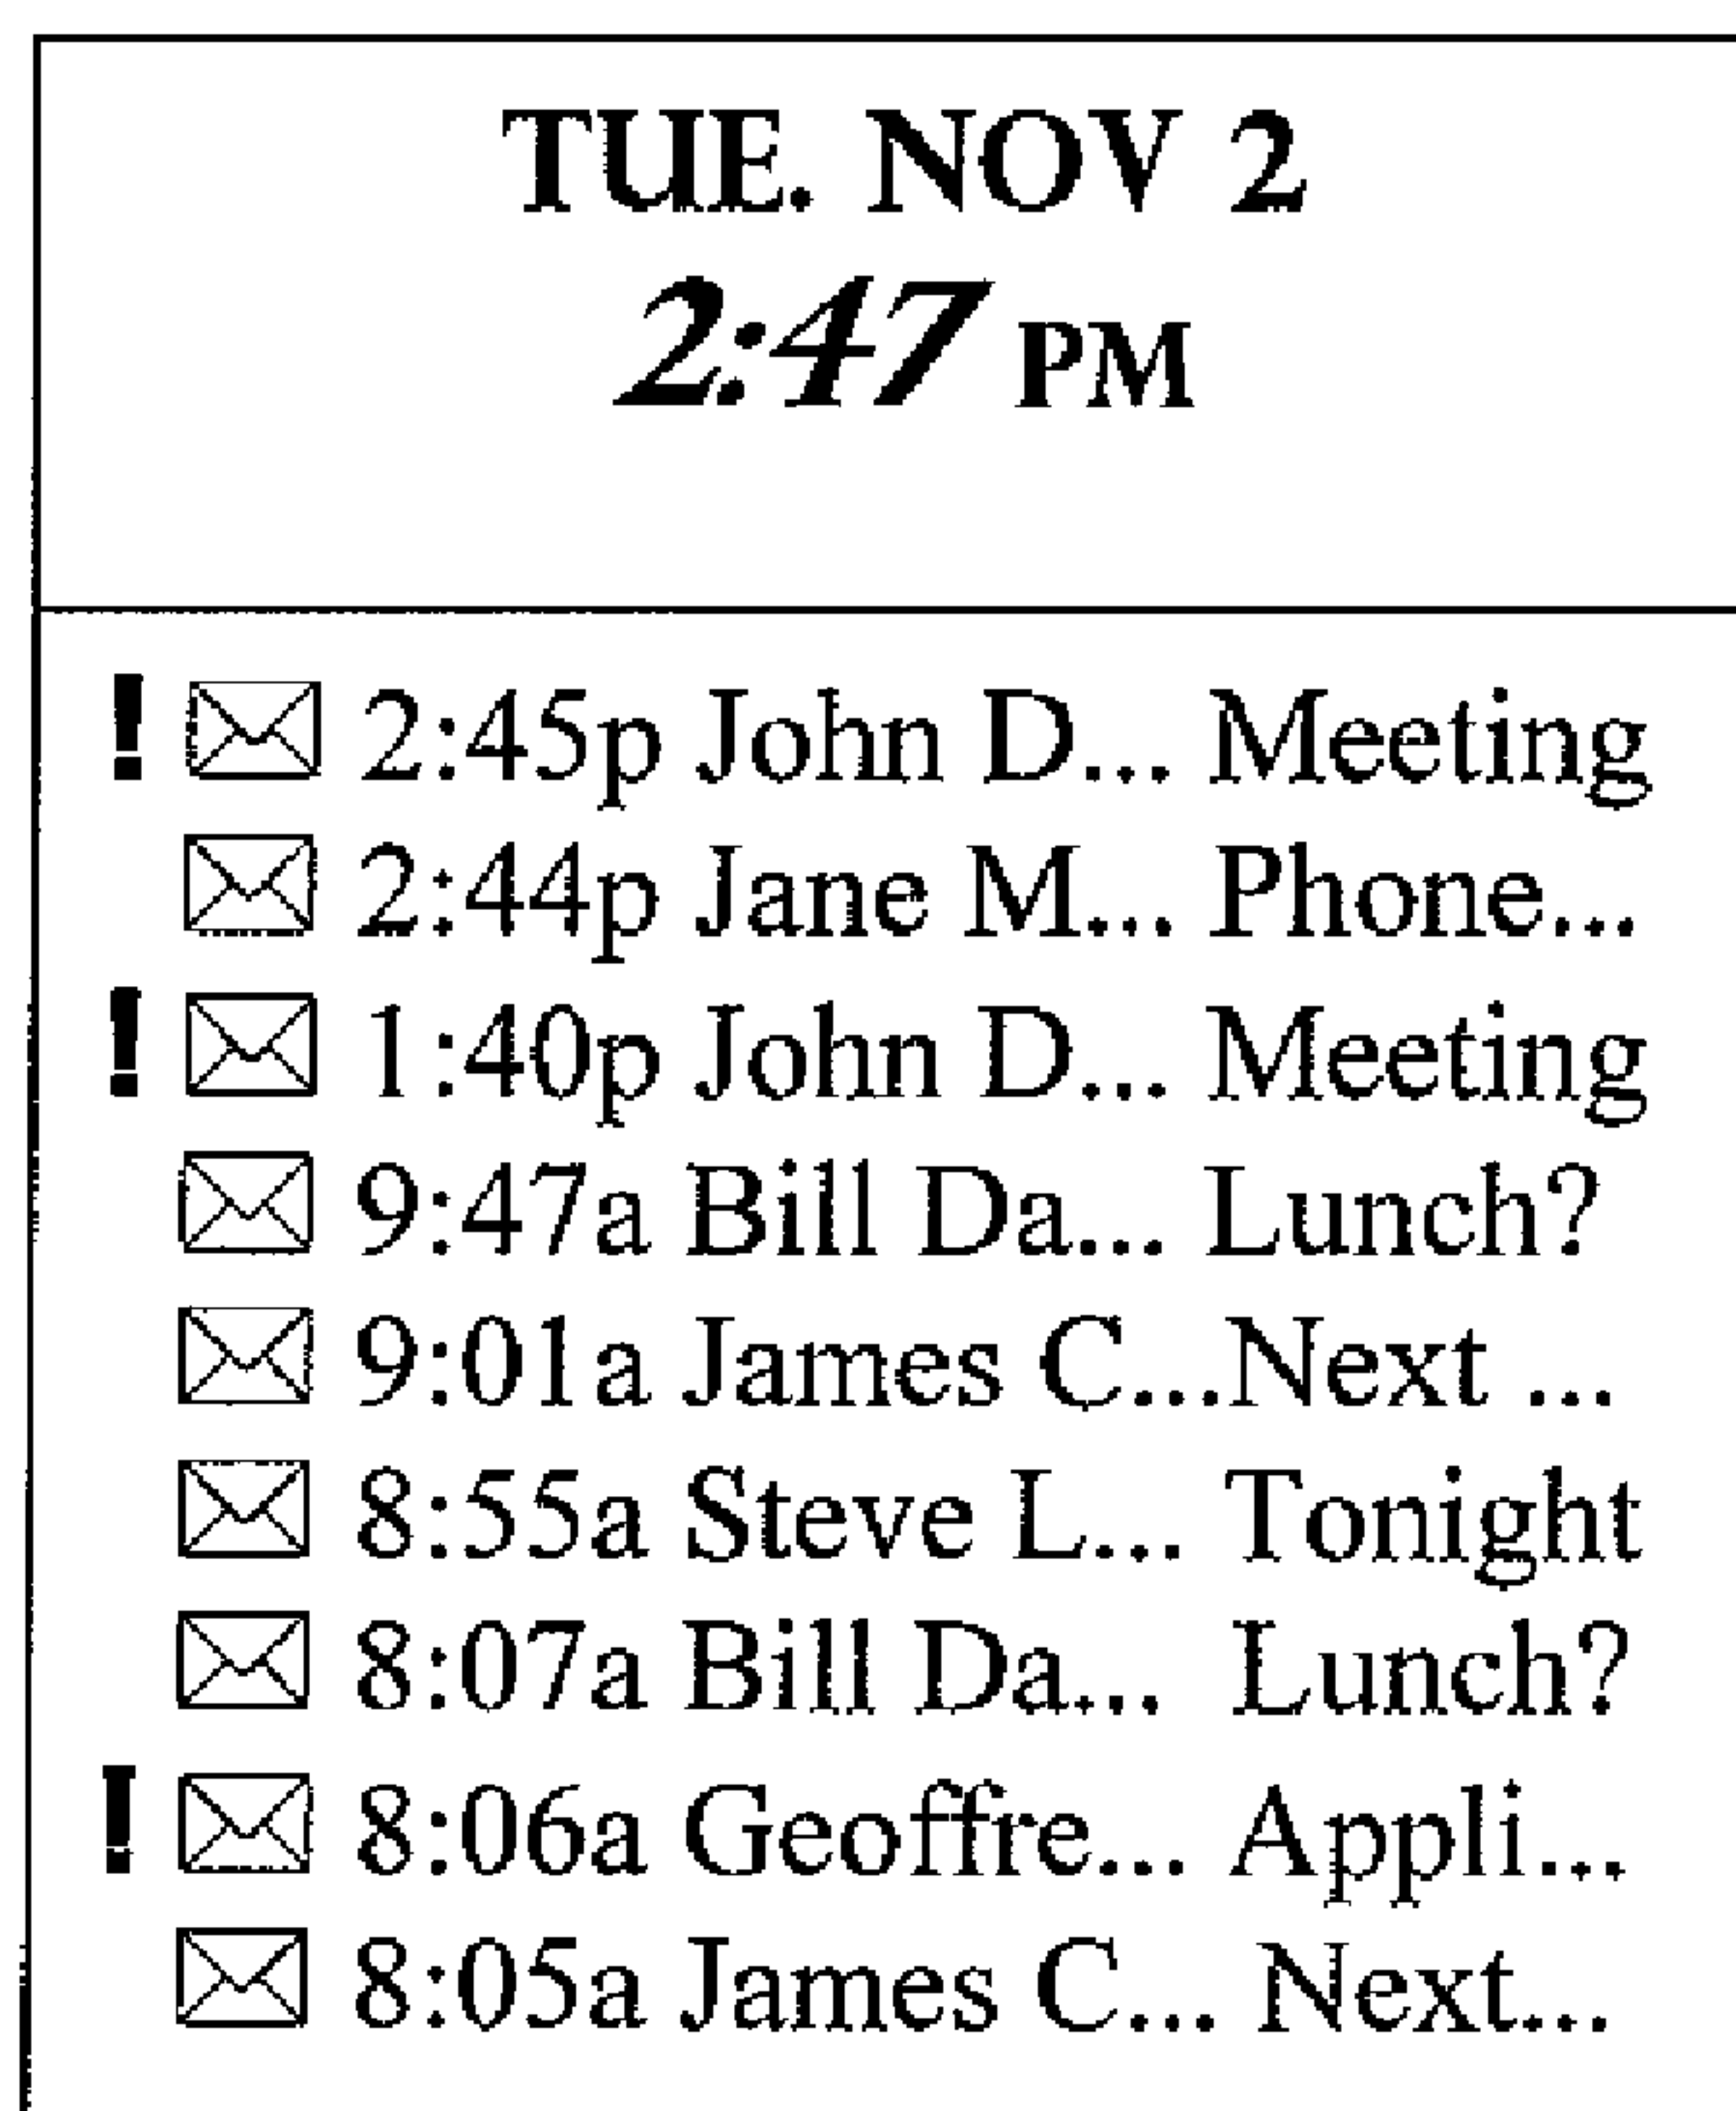 TUE. NOV 2
2:47 PM
! 2:45p John D... Meeting
2:44p Jane M... Phone...
! 1:40p John D... Meeting
9:47a Bill Da... Lunch?
9:01a James C...Next ...
8:55a Steve L... Tonight
8:07a Bill Da... Lunch?
! 8:06a Geoffre... Appli...
8:05a James C... Next...